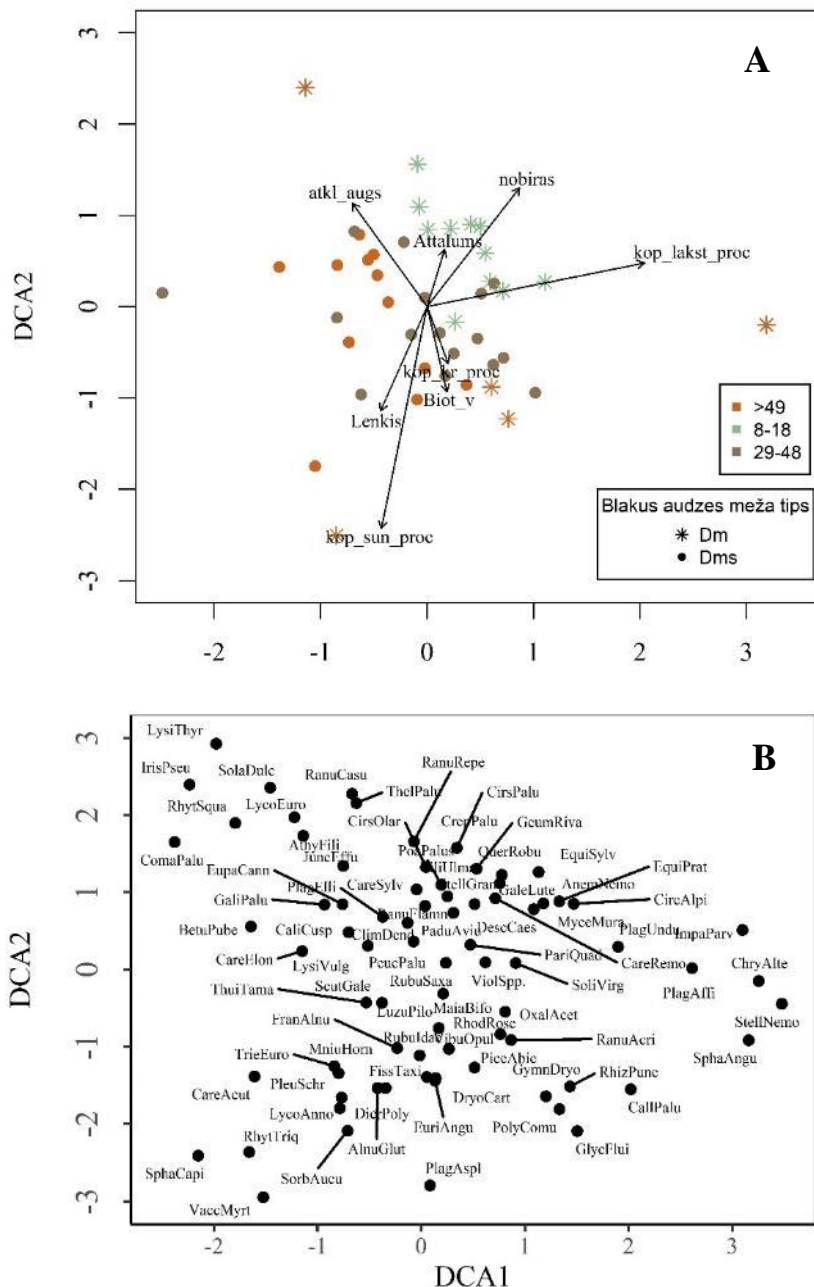 3
A
2
nobiras
atkl_augs
1
Attalums
kop_lakst_proc
DCA2
0
kop_kr_proc
>49
8-18
29-48
-1
Biot_v
Lenkis
Blakus audzes meža tips
Dm
Dms
-2
kop_sun_proc
-3
-2 -1 0 1 2 3
LysiThyr
3
B
RanuRepe
IrisPseu SolaDulc RanuCasu
ThelPalu CirsPalu
RhytSqua LycoEuro CirsOlar CrepPalu GeumRiva
2
ComaPalu AthyFili JuncEffu PoaPalus QuerRobu EquiSylv
EupaCann EquiPrat
PlagElli CareSylv StellGram GaleLute AnemNemo
GaliPalu CircAlpi
1
RanuFlamn MyceMura
BetuPube CaliCusp ClimDend PaduAviu DescCaes PlagUndu ImpaParv
CareElon LysiVulg PeucPalu PariQuad CareRemo ChryAlte
DCA2
0
ScutGale RubuSaxa ViolSpp. SoliVirg PlagAffi
ThuiTama LuzuPilo MaiaBifo OxalAcet StellNemo
FranAlnu RhodRose
TrieEuro MniuHorn VibuOpul RanuAcri SphaAngu
-1
PiceAbie GymnDryo
CareAcut PleuSchr FissTaxi RhizPunc
LycoAnno DicrPoly DryoCart CallPalu
RhytTriq AlnuGlut EuriAngu PolyComu
-2
SphaCapi SorbAucu GlycFlui
PlagAspl
VaccMyrt
-3
-2 -1 0 1 2 3
DCA1